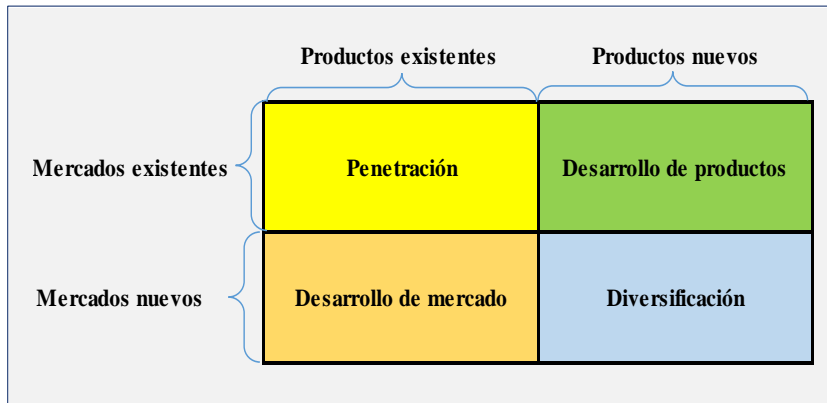 Productos existentes
Productos nuevos
Mercados existentes
Penetración
Desarrollo de productos
Mercados nuevos
Desarrollo de mercado
Diversificación